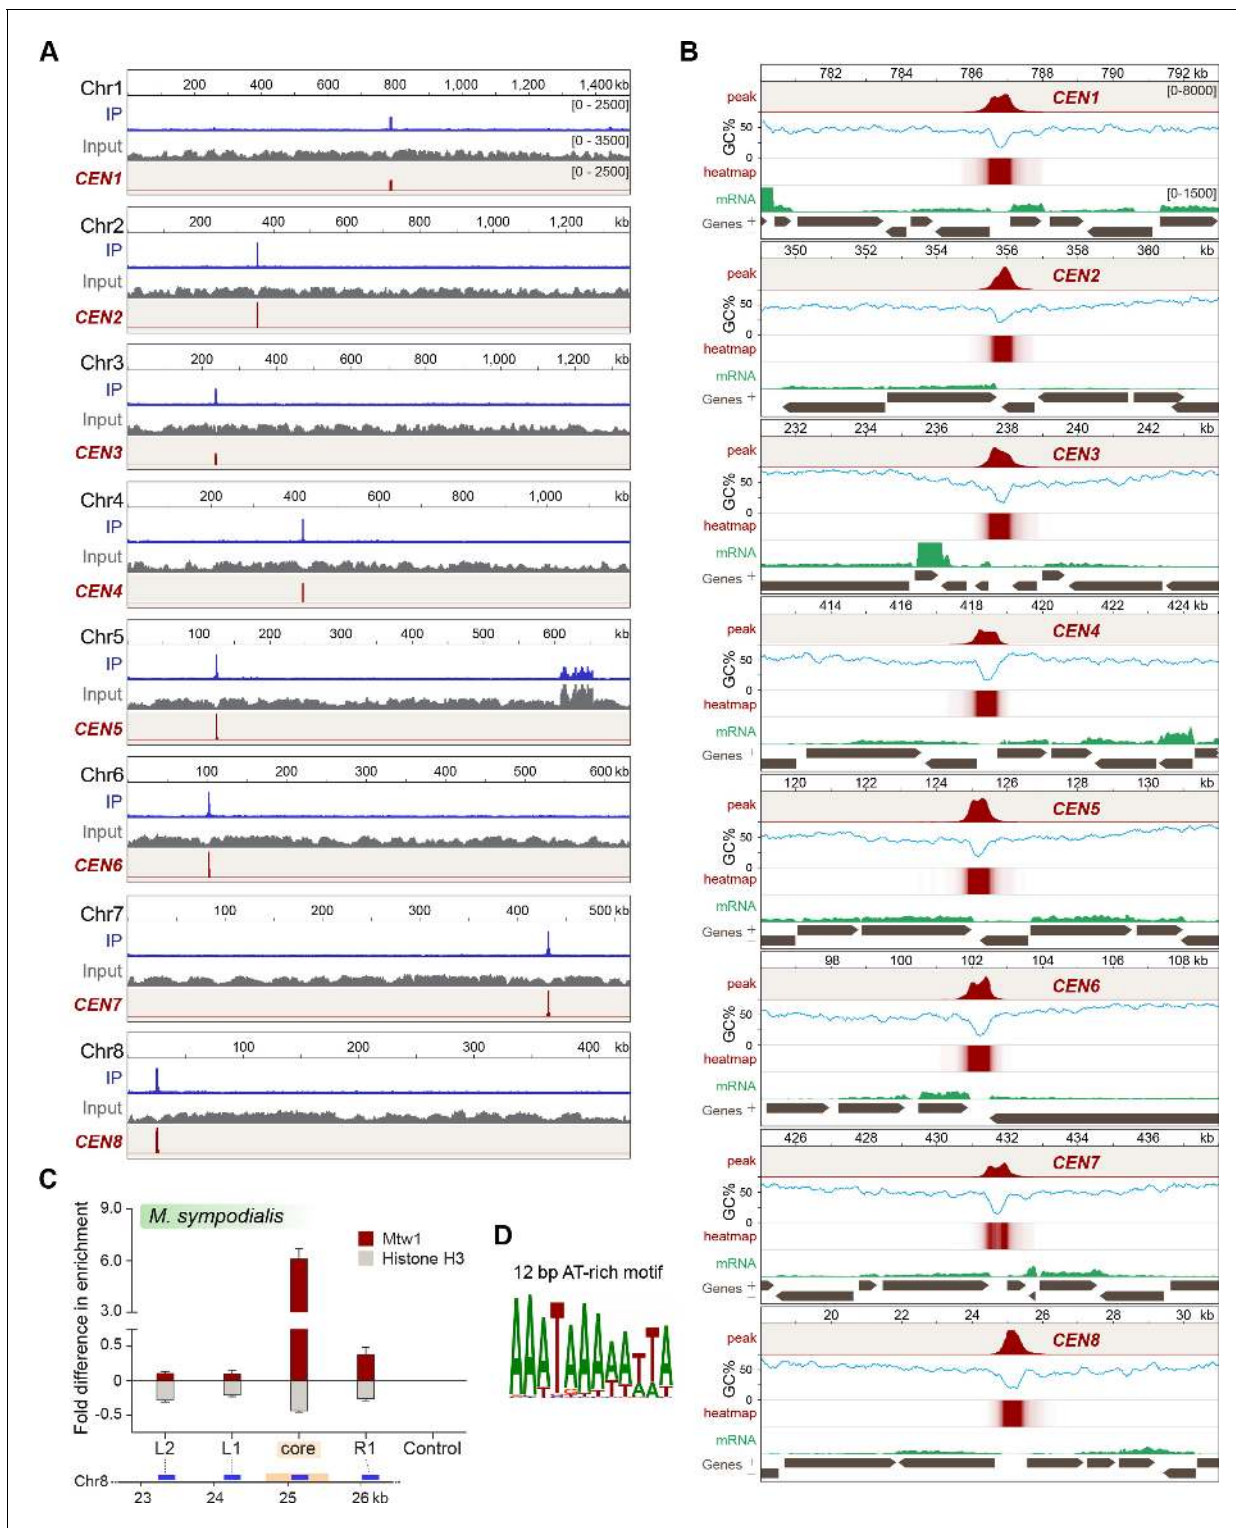 A
Chr1
200 400 600 800 1,000 1,200 1,400 kb
IP
[0 - 2500]
Input
[0 - 3500]
CEN1
[0 - 2500]
Chr2
200 400 600 800 1,000 1,200 kb
IP
Input
CEN2
Chr3
200 400 600 800 1,000 1,200 kb
IP
Input
CEN3
Chr4
200 400 600 800 1,000 kb
IP
Input
CEN4
Chr5
100 200 300 400 500 600 kb
IP
Input
CEN5
Chr6
100 200 300 400 500 600 kb
IP
Input
CEN6
Chr7
100 200 300 400 500 kb
IP
Input
CEN7
Chr8
100 200 300 400 kb
IP
Input
CEN8
B
782 784 786 788 790 792 kb
peak
CEN1
[0-8000]
GC%
50
0
heatmap
mRNA
[0-1500]
Genes +
350 352 354 356 358 360 kb
peak
CEN2
GC%
50
0
heatmap
mRNA
Genes +
232 234 236 238 240 242 kb
peak
CEN3
GC%
50
0
heatmap
mRNA
Genes +
414 416 418 420 422 424 kb
peak
CEN4
GC%
50
0
heatmap
mRNA
Genes
120 122 124 126 128 130 kb
peak
CEN5
GC%
50
0
heatmap
mRNA
Genes +
−
98 100 102 104 106 108 kb
peak
CEN6
GC%
50
0
heatmap
mRNA
Genes +
426 428 430 432 434 436 kb
peak
CEN7
GC%
50
0
heatmap
mRNA
Genes +
−
20 22 24 26 28 30 kb
peak
CEN8
GC%
50
0
heatmap
mRNA
Genes
C
M. sympodialis
Mtw1
Histone H3
Fold difference in enrichment
9.0
6.0
3.0
0.5
0
-0.5
L2 L1 core R1 Control
Chr8
23 24 25 26 kb
D
12 bp AT-rich motif
AAATAAAAATTA